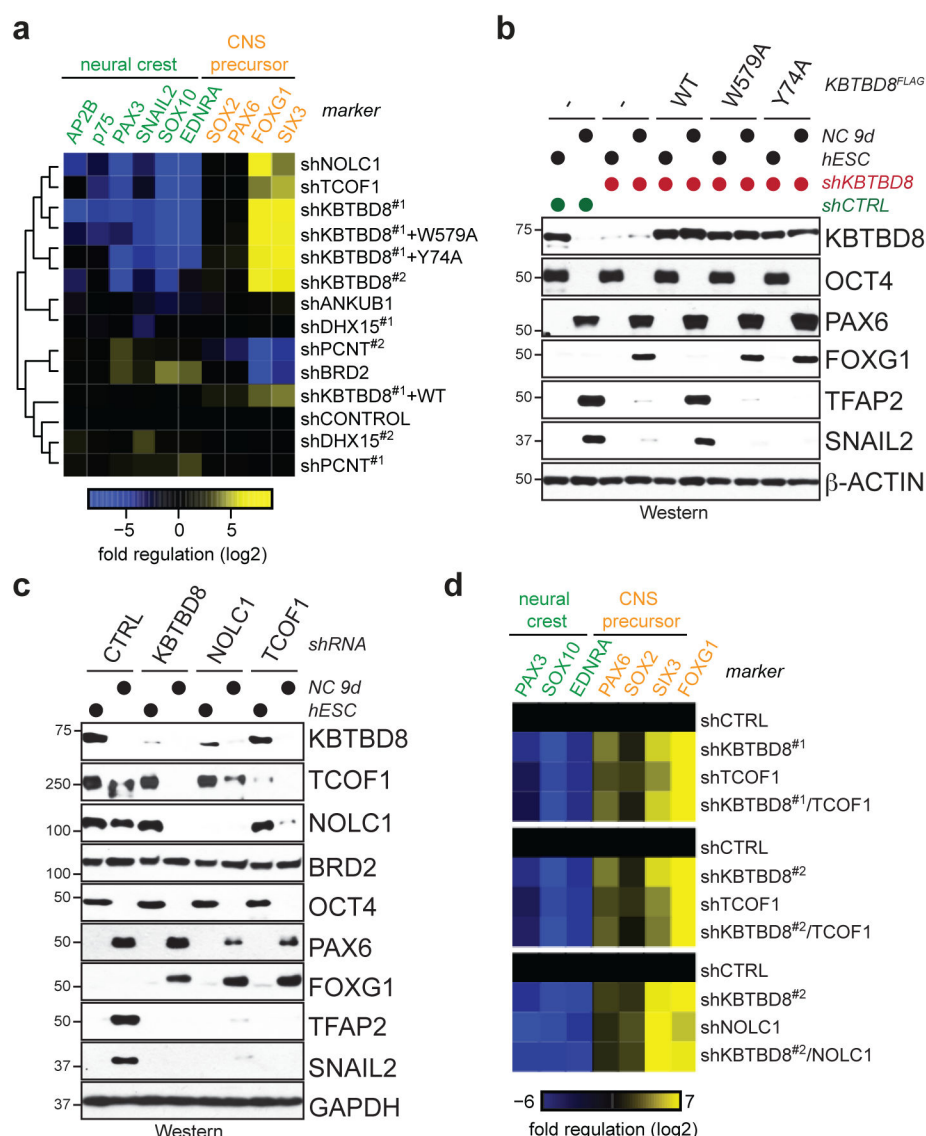 a
neural crest
CNS
precursor
AP2B
p75
PAX3
SNAIL2
SOX10
EDNRA
SOX2
PAX6
FOXG1
SIX3
marker
shNOLC1
shTCOF1
shKBTBD8#1
shKBTBD8#1+W579A
shKBTBD8#1+Y74A
shKBTBD8#2
shANKUB1
shDHX15#1
shPCNT#2
shBRD2
shKBTBD8#1+WT
shCONTROL
shDHX15#2
shPCNT#1
−5 0 5
fold regulation (log2)
b
- - WT W579A Y74A KBTBD8FLAG
NC 9d
hESC
shKBTBD8
shCTRL
75 KBTBD8
50 OCT4
50 PAX6
50 FOXG1
50 TFAP2
37 SNAIL2
50 β-ACTIN
Western
c
CTRL KBTBD8 NOLC1 TCOF1 shRNA
NC 9d
hESC
75 KBTBD8
250 TCOF1
100 NOLC1
100 BRD2
50 OCT4
50 PAX6
50 FOXG1
50 TFAP2
37 SNAIL2
37 GAPDH
Western
d
neural
crest
CNS
precursor
PAX3
SOX10
EDNRA
PAX6
SOX2
SIX3
FOXG1
marker
shCTRL
shKBTBD8#1
shTCOF1
shKBTBD8#1/TCOF1
shCTRL
shKBTBD8#2
shTCOF1
shKBTBD8#2/TCOF1
shCTRL
shKBTBD8#2
shNOLC1
shKBTBD8#2/NOLC1
-6 7
fold regulation (log2)